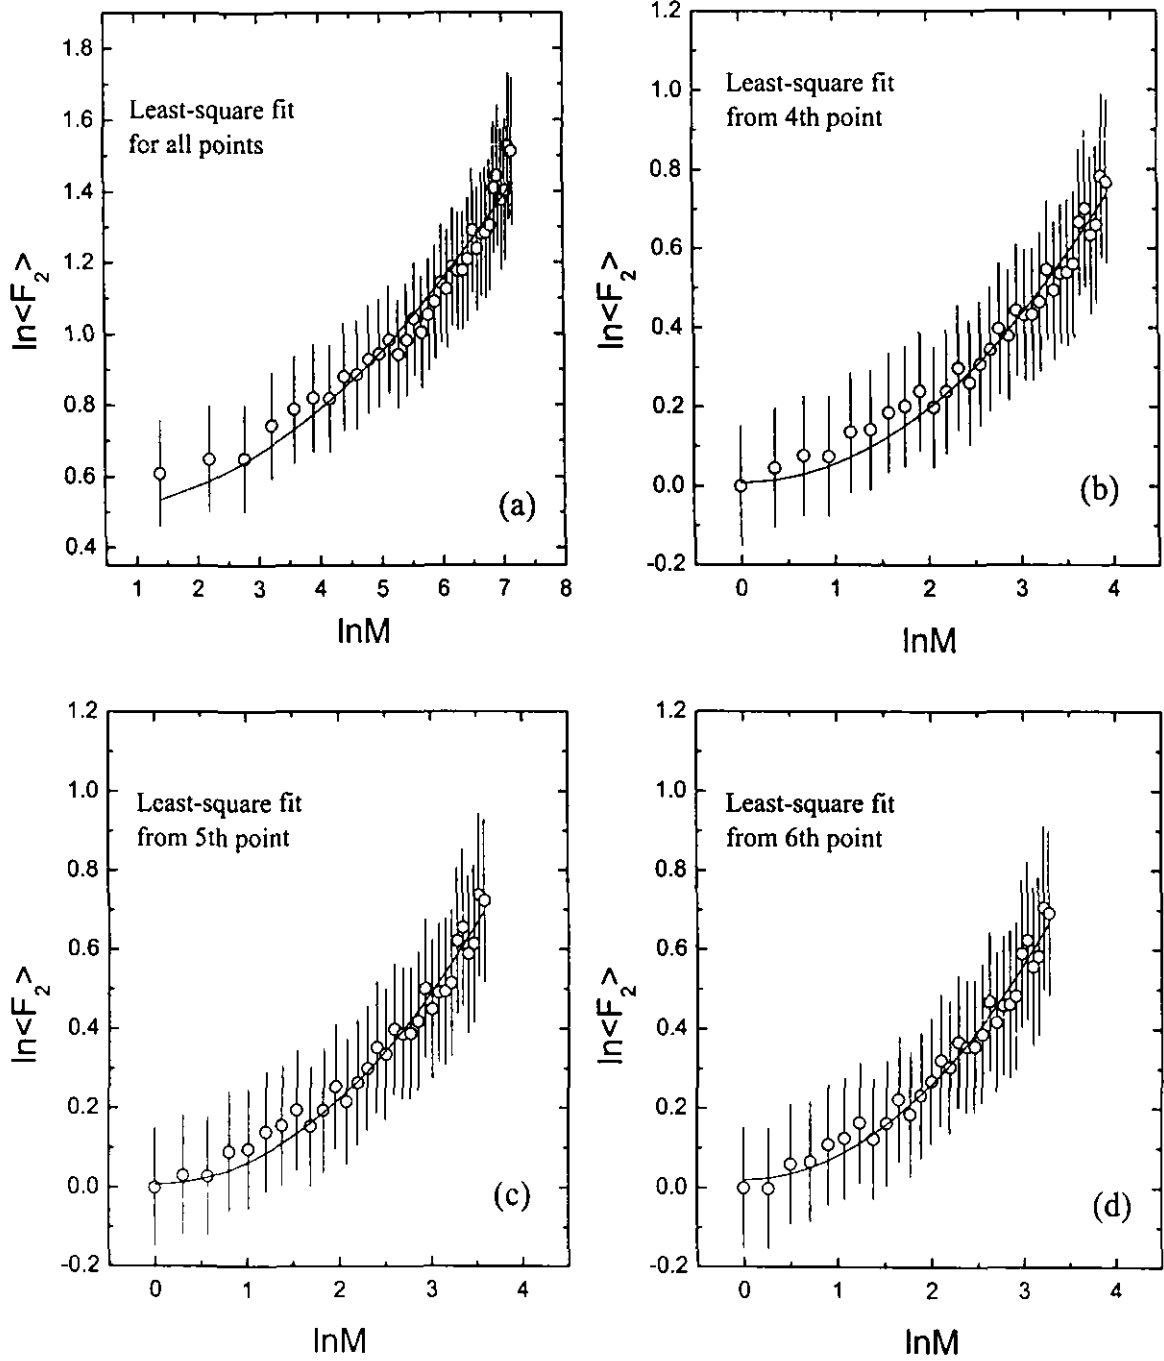 1.8
1.6
1.4
1.2
1.0
0.8
0.6
0.4
ln<F₂>
Least-square fit
for all points
(a)
1 2 3 4 5 6 7 8
lnM
1.2
1.0
0.8
0.6
0.4
0.2
0.0
-0.2
ln<F₂>
Least-square fit
from 4th point
(b)
0 1 2 3 4
lnM
1.2
1.0
0.8
0.6
0.4
0.2
0.0
-0.2
ln<F₂>
Least-square fit
from 5th point
(c)
0 1 2 3 4
lnM
1.2
1.0
0.8
0.6
0.4
0.2
0.0
-0.2
ln<F₂>
Least-square fit
from 6th point
(d)
0 1 2 3 4
lnM